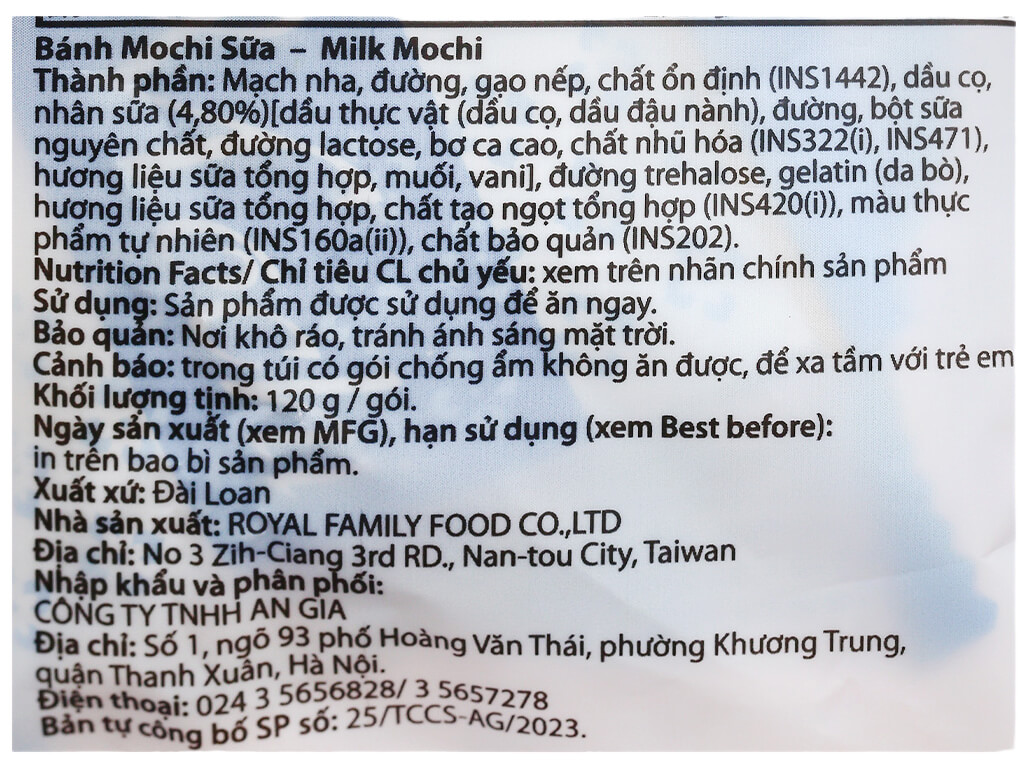 Bánh Mochi Sữa – Milk Mochi
Thành phần: Mạch nha, đường, gạo nếp, chất ổn định (INS1442), dầu cọ,
nhân sữa (4,80%)[dầu thực vật (dầu cọ, dầu đậu nành), đường, bột sữa
nguyên chất, đường lactose, bơ ca cao, chất nhũ hóa (INS322(i), INS471),
hương liệu sữa tổng hợp, muối, vani], đường trehalose, gelatin (da bò),
hương liệu sữa tổng hợp, chất tạo ngọt tổng hợp (INS420(i)), màu thực
phẩm tự nhiên (INS160a(ii)), chất bảo quản (INS202).
Nutrition Facts/ Chỉ tiêu CL chủ yếu: xem trên nhãn chính sản phẩm
Sử dụng: Sản phẩm được sử dụng để ăn ngay.
Bảo quản: Nơi khô ráo, tránh ánh sáng mặt trời.
Cảnh báo: trong túi có gói chống ẩm không ăn được, để xa tầm với trẻ em
Khối lượng tịnh: 120 g / gói.
Ngày sản xuất (xem MFG), hạn sử dụng (xem Best before):
in trên bao bì sản phẩm.
Xuất xứ: Đài Loan
Nhà sản xuất: ROYAL FAMILY FOOD CO.,LTD
Địa chỉ: No 3 Zih-Ciang 3rd RD., Nan-tou City, Taiwan
Nhập khẩu và phân phối:
CÔNG TY TNHH AN GIA
Địa chỉ: Số 1, ngõ 93 phố Hoàng Văn Thái, phường Khương Trung,
quận Thanh Xuân, Hà Nội.
Điện thoại: 024 3 5656828/ 3 5657278
Bản tự công bố SP số: 25/TCCS-AG/2023.